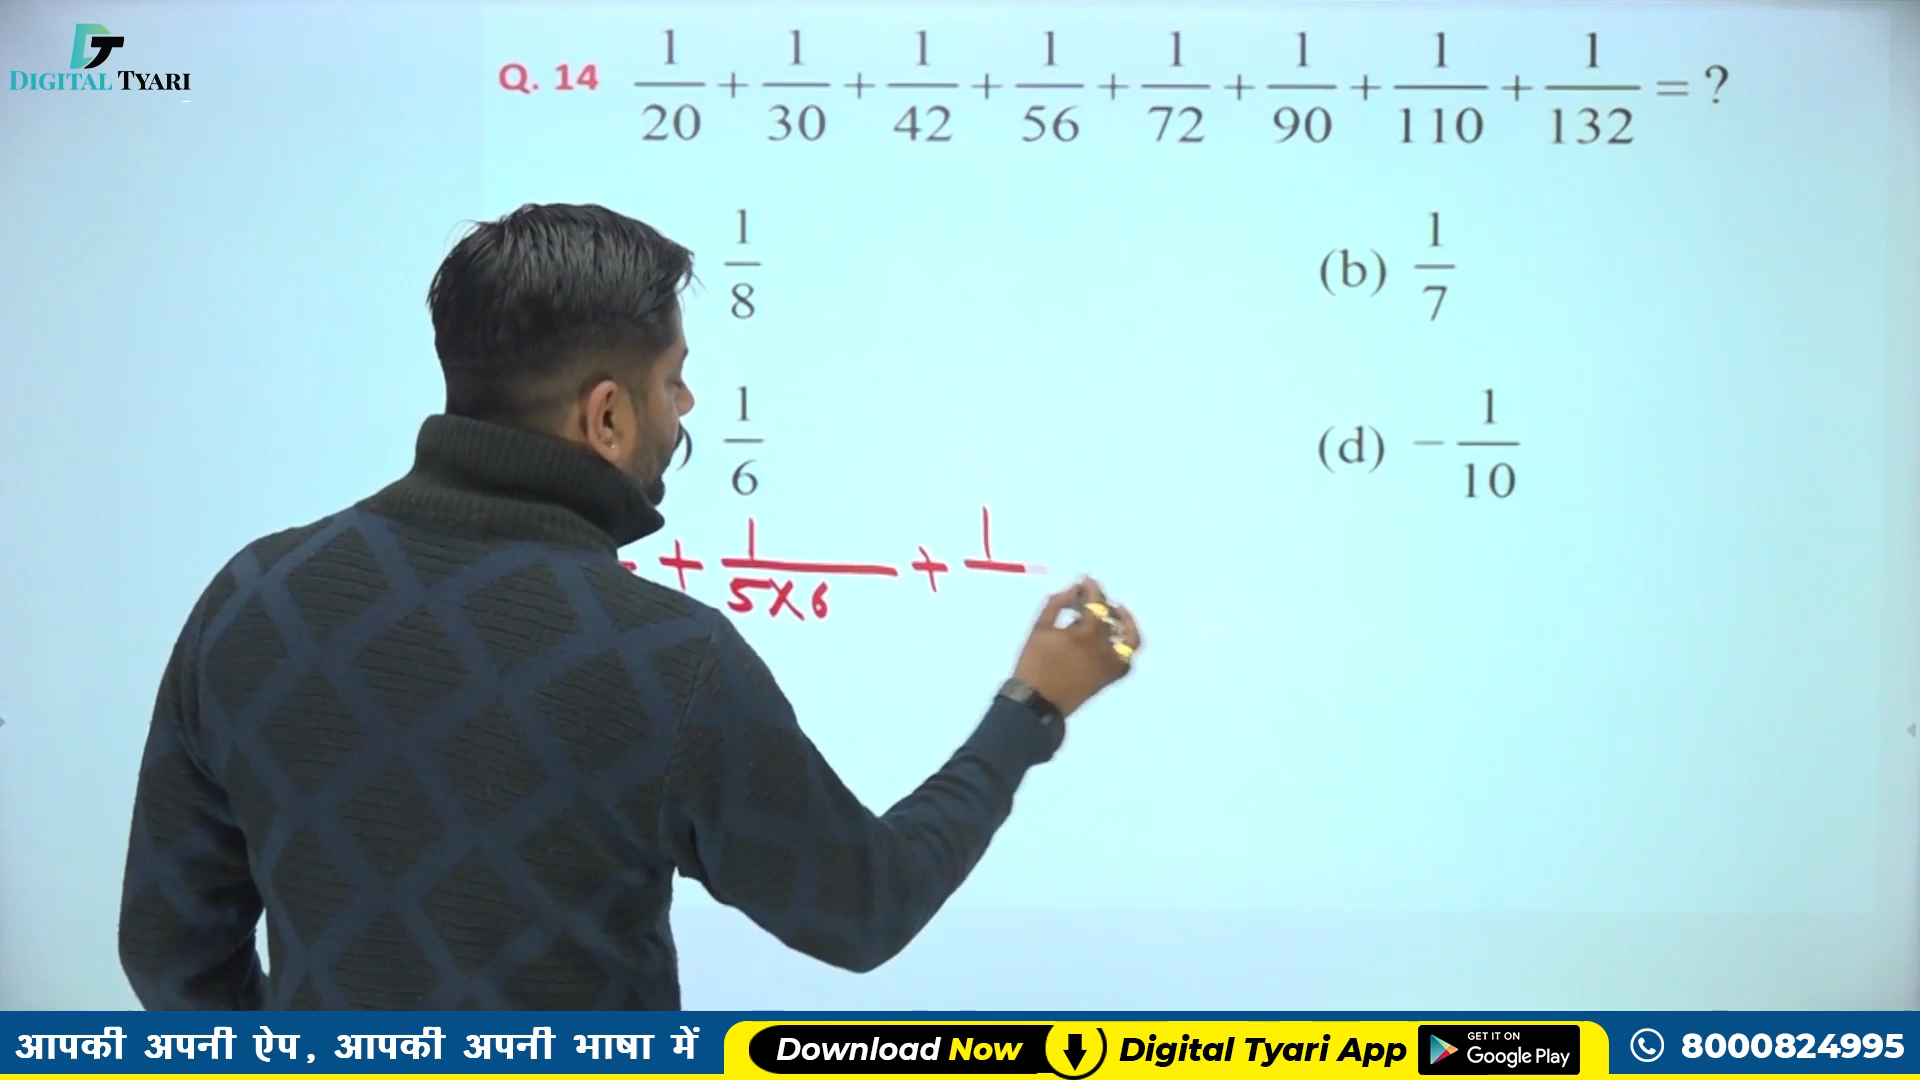 DIGITAL TYARI
Q. 14 1/20 + 1/30 + 1/42 + 1/56 + 1/72 + 1/90 + 1/110 + 1/132 = ?
1/8
(b) 1/7
) 1/6
(d) - 1/10
+ 1/5×6 + 1
आपकी अपनी ऐप, आपकी अपनी भाषा में
Download Now
Digital Tyari App
GET IT ON
Google Play
8000824995